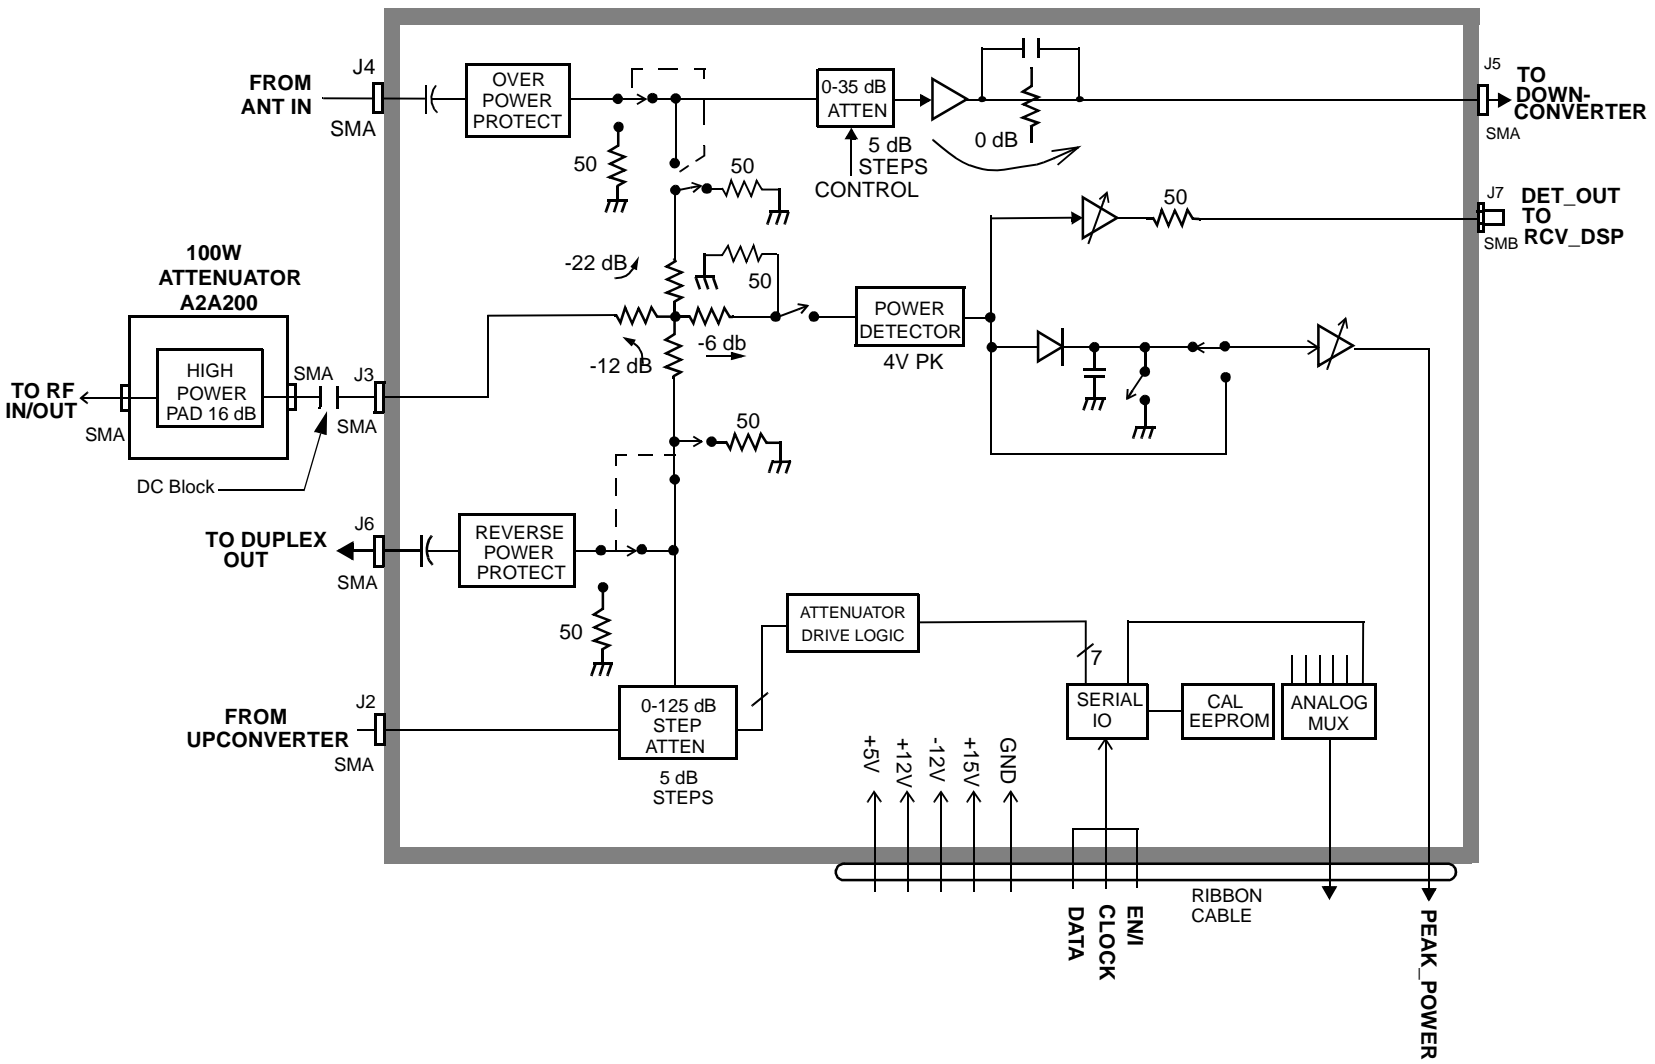 J4
FROM
ANT IN
SMA
OVER
POWER
PROTECT
50
50
0-35 dB
ATTEN
5 dB
STEPS
CONTROL
0 dB
J5
TO
DOWN-
CONVERTER
SMA
50
J7
DET_OUT
TO
RCV_DSP
SMB
100W
ATTENUATOR
A2A200
HIGH
POWER
PAD 16 dB
TO RF
IN/OUT
SMA
SMA
J3
SMA
DC Block
-22 dB
50
-6 db
-12 dB
POWER
DETECTOR
4V PK
50
J6
TO DUPLEX
OUT
SMA
REVERSE
POWER
PROTECT
50
ATTENUATOR
DRIVE LOGIC
7
J2
FROM
UPCONVERTER
SMA
0-125 dB
STEP
ATTEN
5 dB
STEPS
SERIAL
IO
CAL
EEPROM
ANALOG
MUX
+5V
+12V
-12V
+15V
GND
DATA
CLOCK
EN/I
RIBBON
CABLE
PEAK_POWER